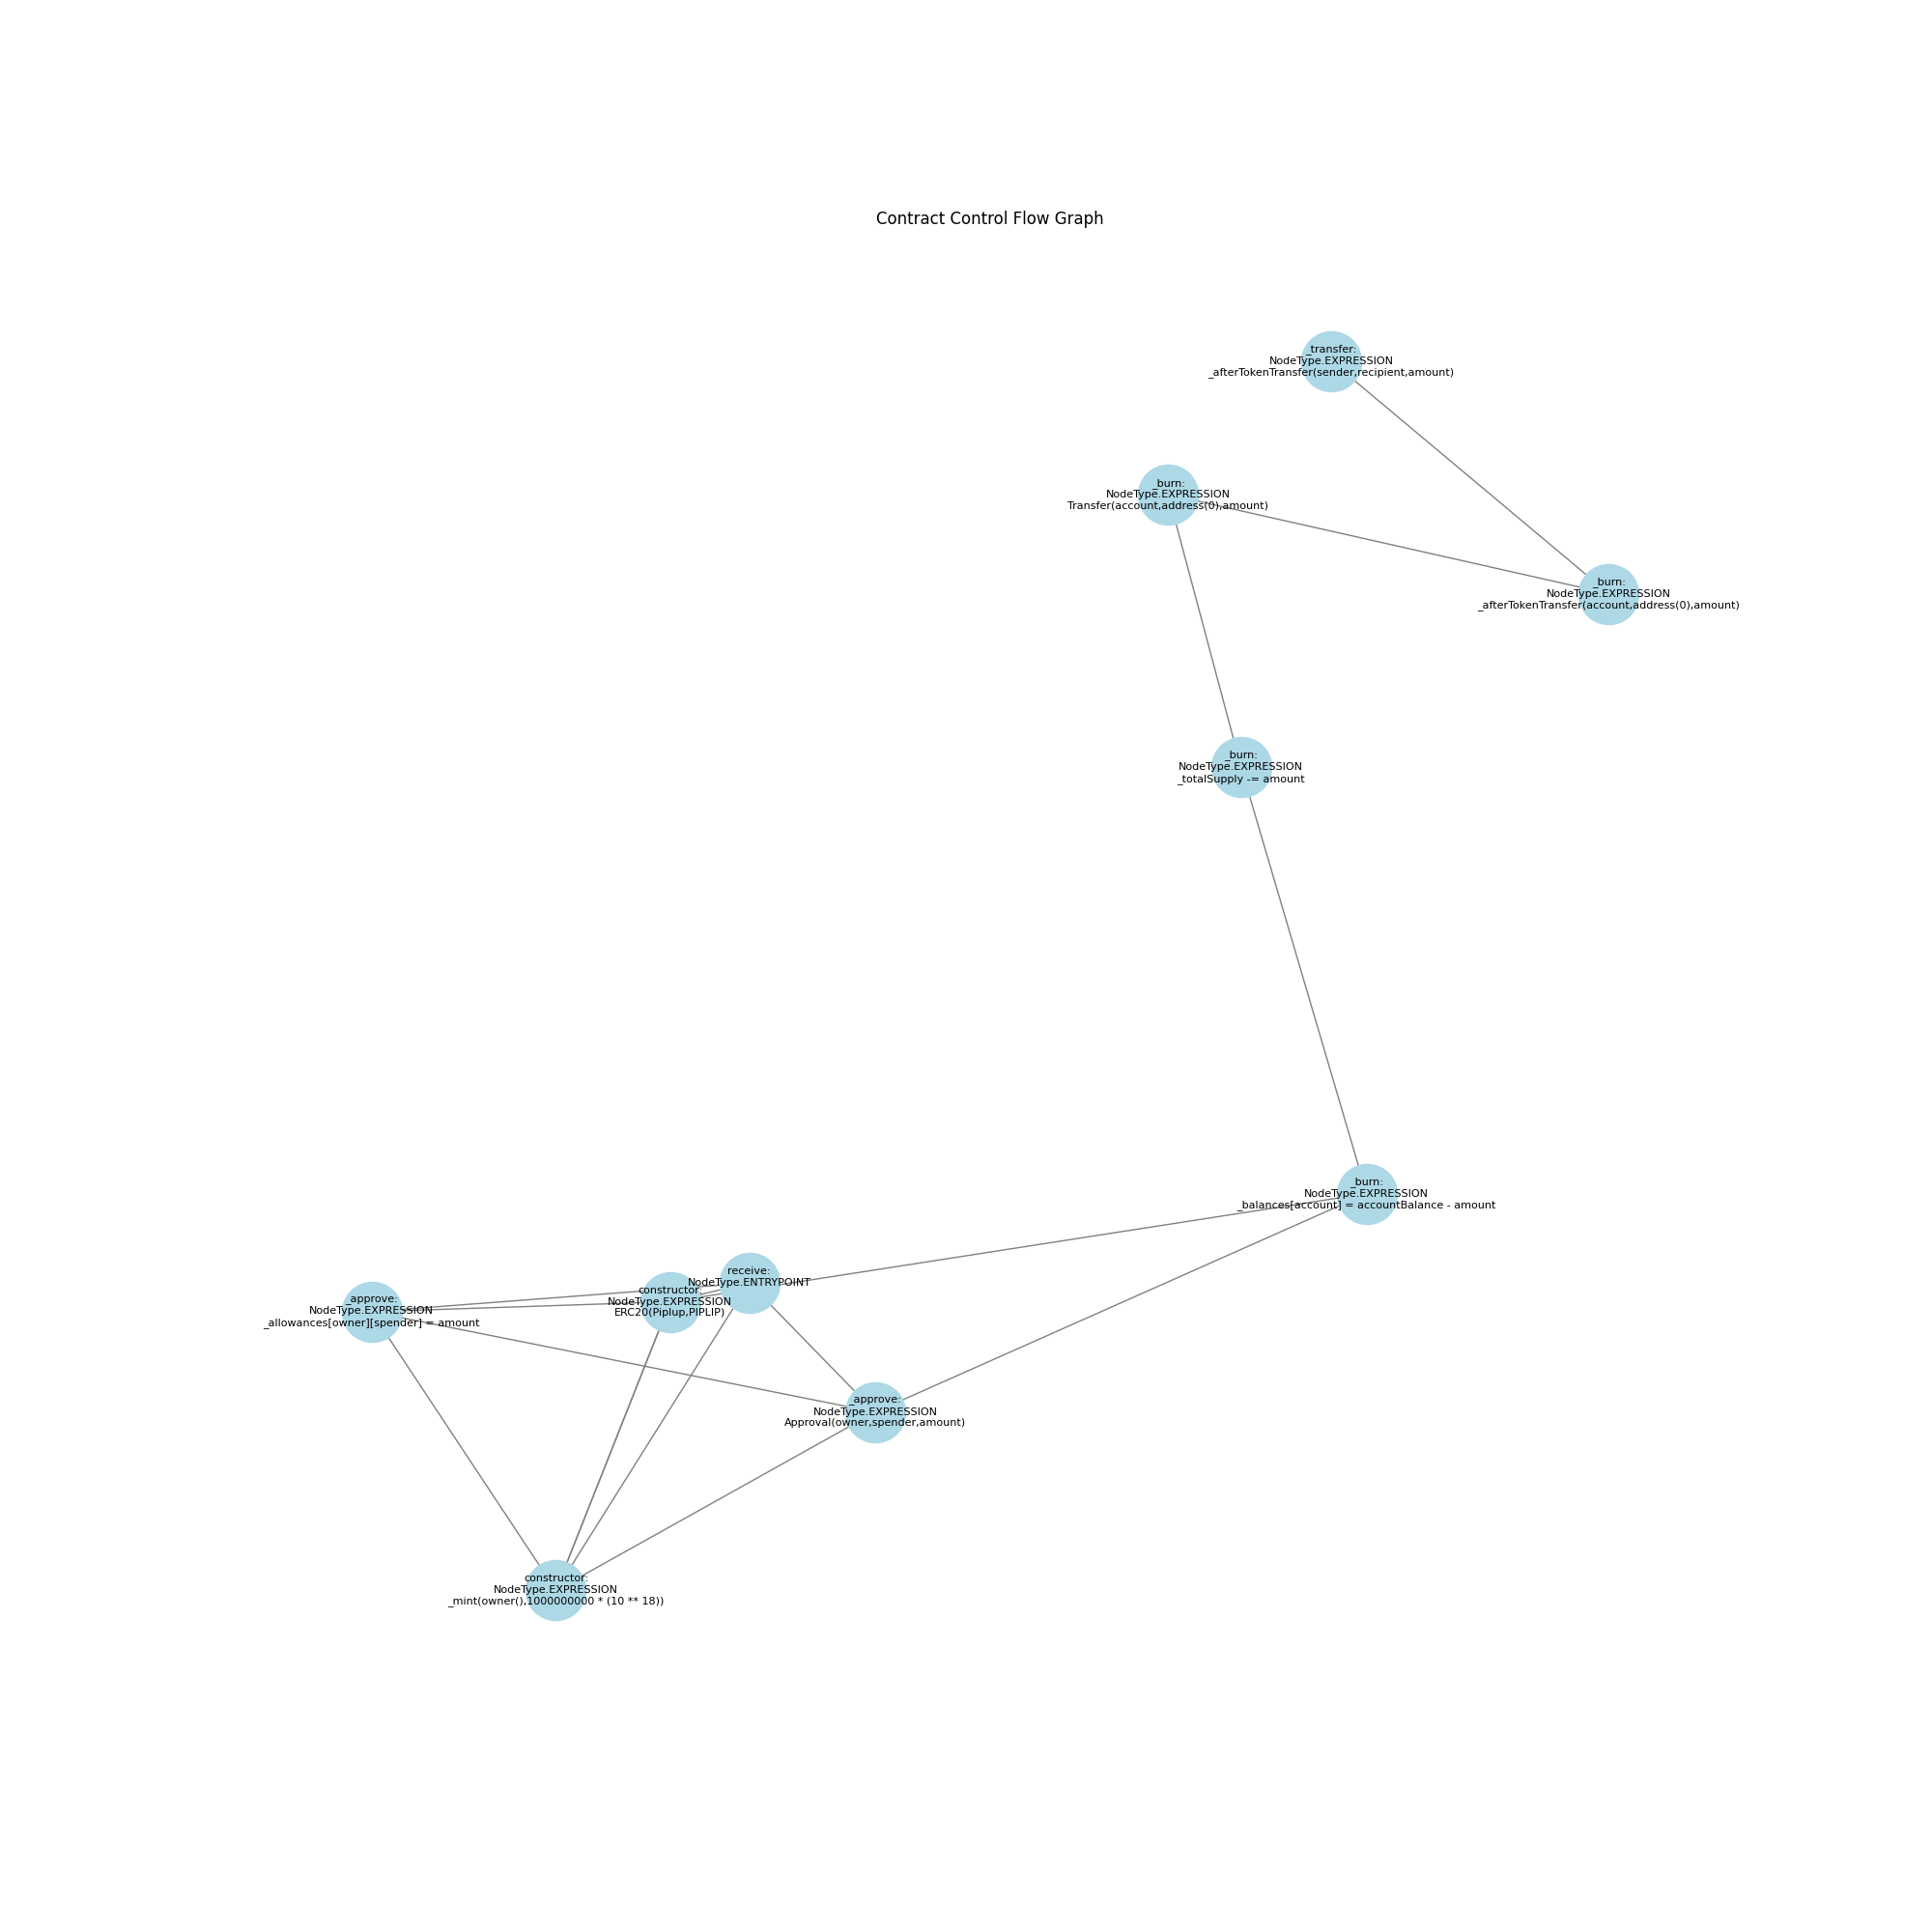 Contract Control Flow Graph
_transfer:
NodeType.EXPRESSION
_afterTokenTransfer(sender,recipient,amount)
_burn:
NodeType.EXPRESSION
Transfer(account,address(0),amount)
_burn:
NodeType.EXPRESSION
_afterTokenTransfer(account,address(0),amount)
_burn:
NodeType.EXPRESSION
_totalSupply -= amount
_burn:
NodeType.EXPRESSION
_balances[account] = accountBalance - amount
receive:
NodeType.ENTRYPOINT
constructor:
NodeType.EXPRESSION
ERC20(Piplup,PIPLIP)
_approve:
NodeType.EXPRESSION
_allowances[owner][spender] = amount
_approve:
NodeType.EXPRESSION
Approval(owner,spender,amount)
constructor:
NodeType.EXPRESSION
_mint(owner(),1000000000 * (10 ** 18))